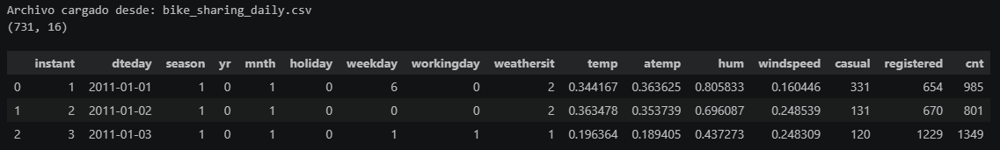 Archivo cargado desde: bike_sharing_daily.csv
(731, 16)
instant dteday season yr mnth holiday weekday workingday weathersit temp atemp hum windspeed casual registered cnt
0 1 2011-01-01 1 0 1 0 6 0 2 0.344167 0.363625 0.805833 0.160446 331 654 985
1 2 2011-01-02 1 0 1 0 0 0 2 0.363478 0.353739 0.696087 0.248539 131 670 801
2 3 2011-01-03 1 0 1 0 1 1 1 0.196364 0.189405 0.437273 0.248309 120 1229 1349